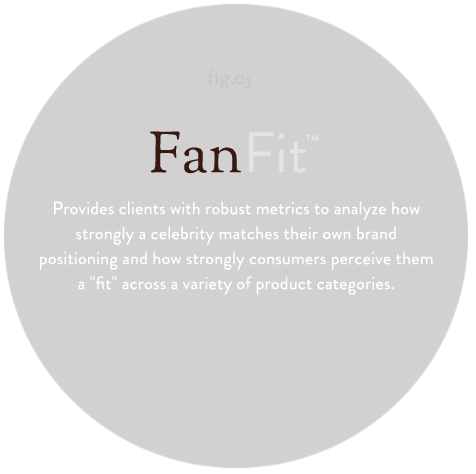 fig.05
FanFit™
Provides clients with robust metrics to analyze how
strongly a celebrity matches their own brand
positioning and how strongly consumers perceive them
a "fit" across a variety of product categories.